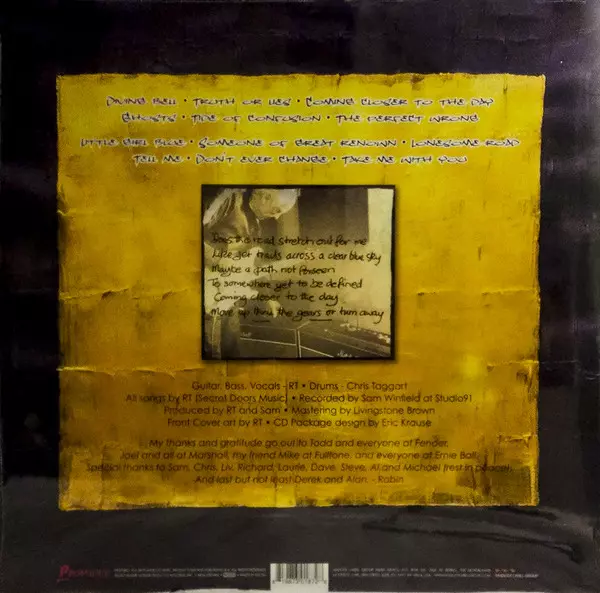 Divine Bell • Truth or Lies • Coming Closer to the Day
Ghosts • Tide of Confusion • The Perfect Wrong
Little Girl Blue • Someone of Great Renown • Lonesome Road
Tell Me • Don't Ever Change • Take Me With You
Does this road stretch out for me
Like jet trails across a clear blue sky
Maybe a path not forseen
To somewhere yet to be defined
Coming closer to the day
Move up thru the gears or turn away
Guitar, Bass, Vocals - RT • Drums - Chris Taggart
All songs by RT (Secret Doors Music) • Recorded by Sam Winfield at Studio91
Produced by RT and Sam • Mastering by Livingstone Brown
Front Cover art by RT • CD Package design by Eric Krause
My thanks and gratitude go out to Todd and everyone at Fender,
Joel and all at Marshall, my friend Mike at Fulltone, and everyone at Ernie Ball.
Special thanks to Sam, Chris, Liv, Richard, Laurie, Dave, Steve, Al and Michael (rest in peace).
And last but not least Derek and Alan. - Robin